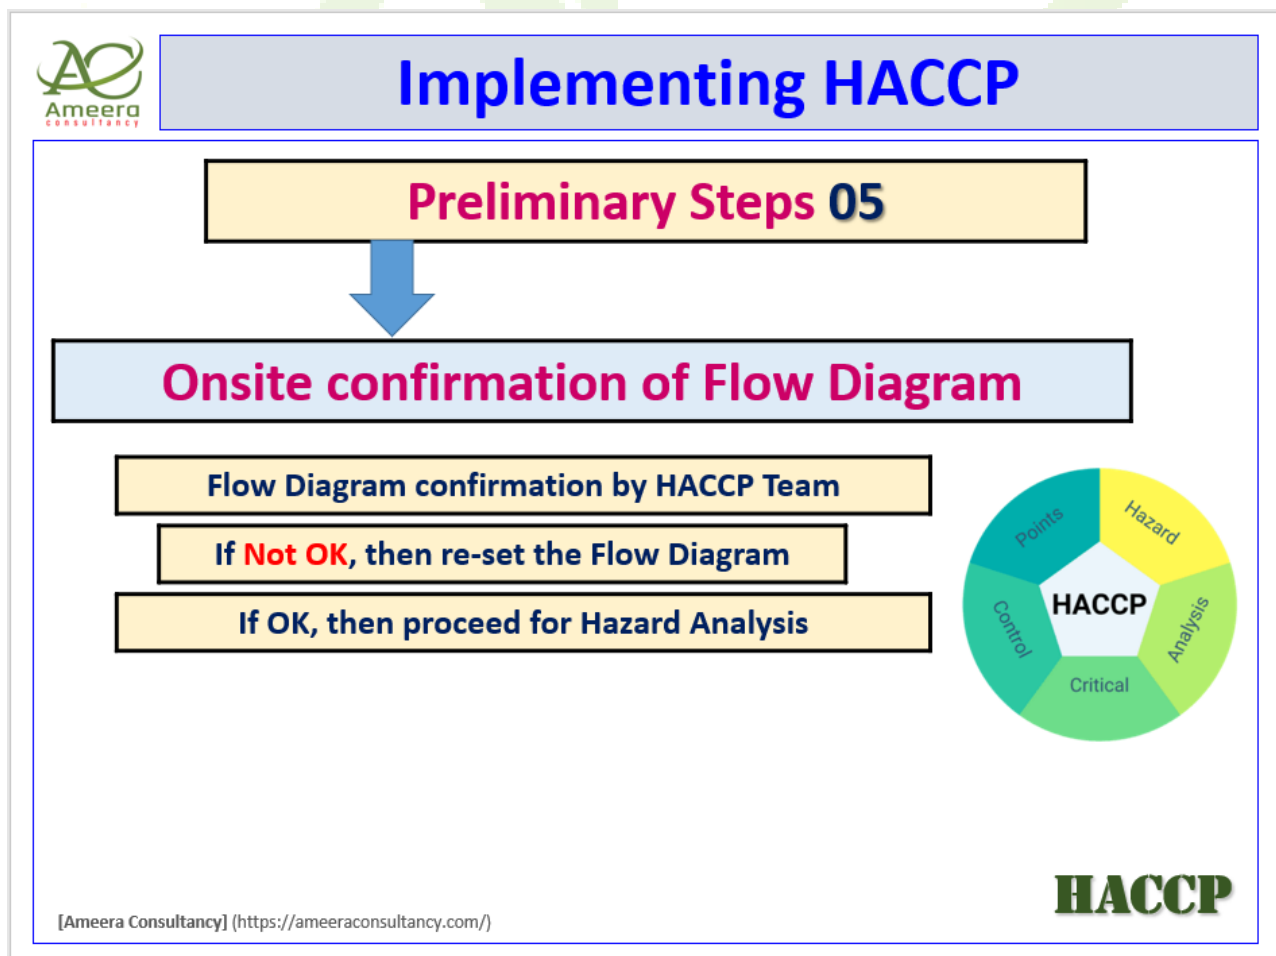 Ameera
consultancy
Implementing HACCP
Preliminary Steps 05
Onsite confirmation of Flow Diagram
Flow Diagram confirmation by HACCP Team
If Not OK, then re-set the Flow Diagram
If OK, then proceed for Hazard Analysis
Points
Hazard
HACCP
Control
Analysis
Critical
HACCP
[Ameera Consultancy] (https://ameeraconsultancy.com/)